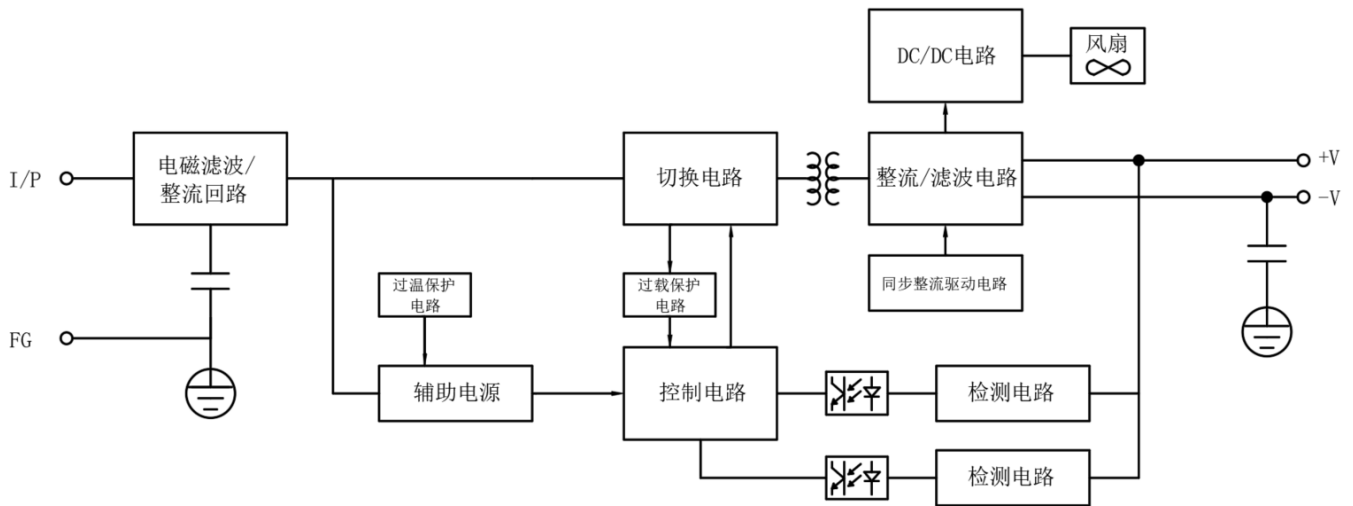 DC/DC电路
风扇
I/P
电磁滤波/
整流回路
切换电路
整流/滤波电路
+V
-V
过温保护
电路
过载保护
电路
同步整流驱动电路
FG
辅助电源
控制电路
检测电路
检测电路